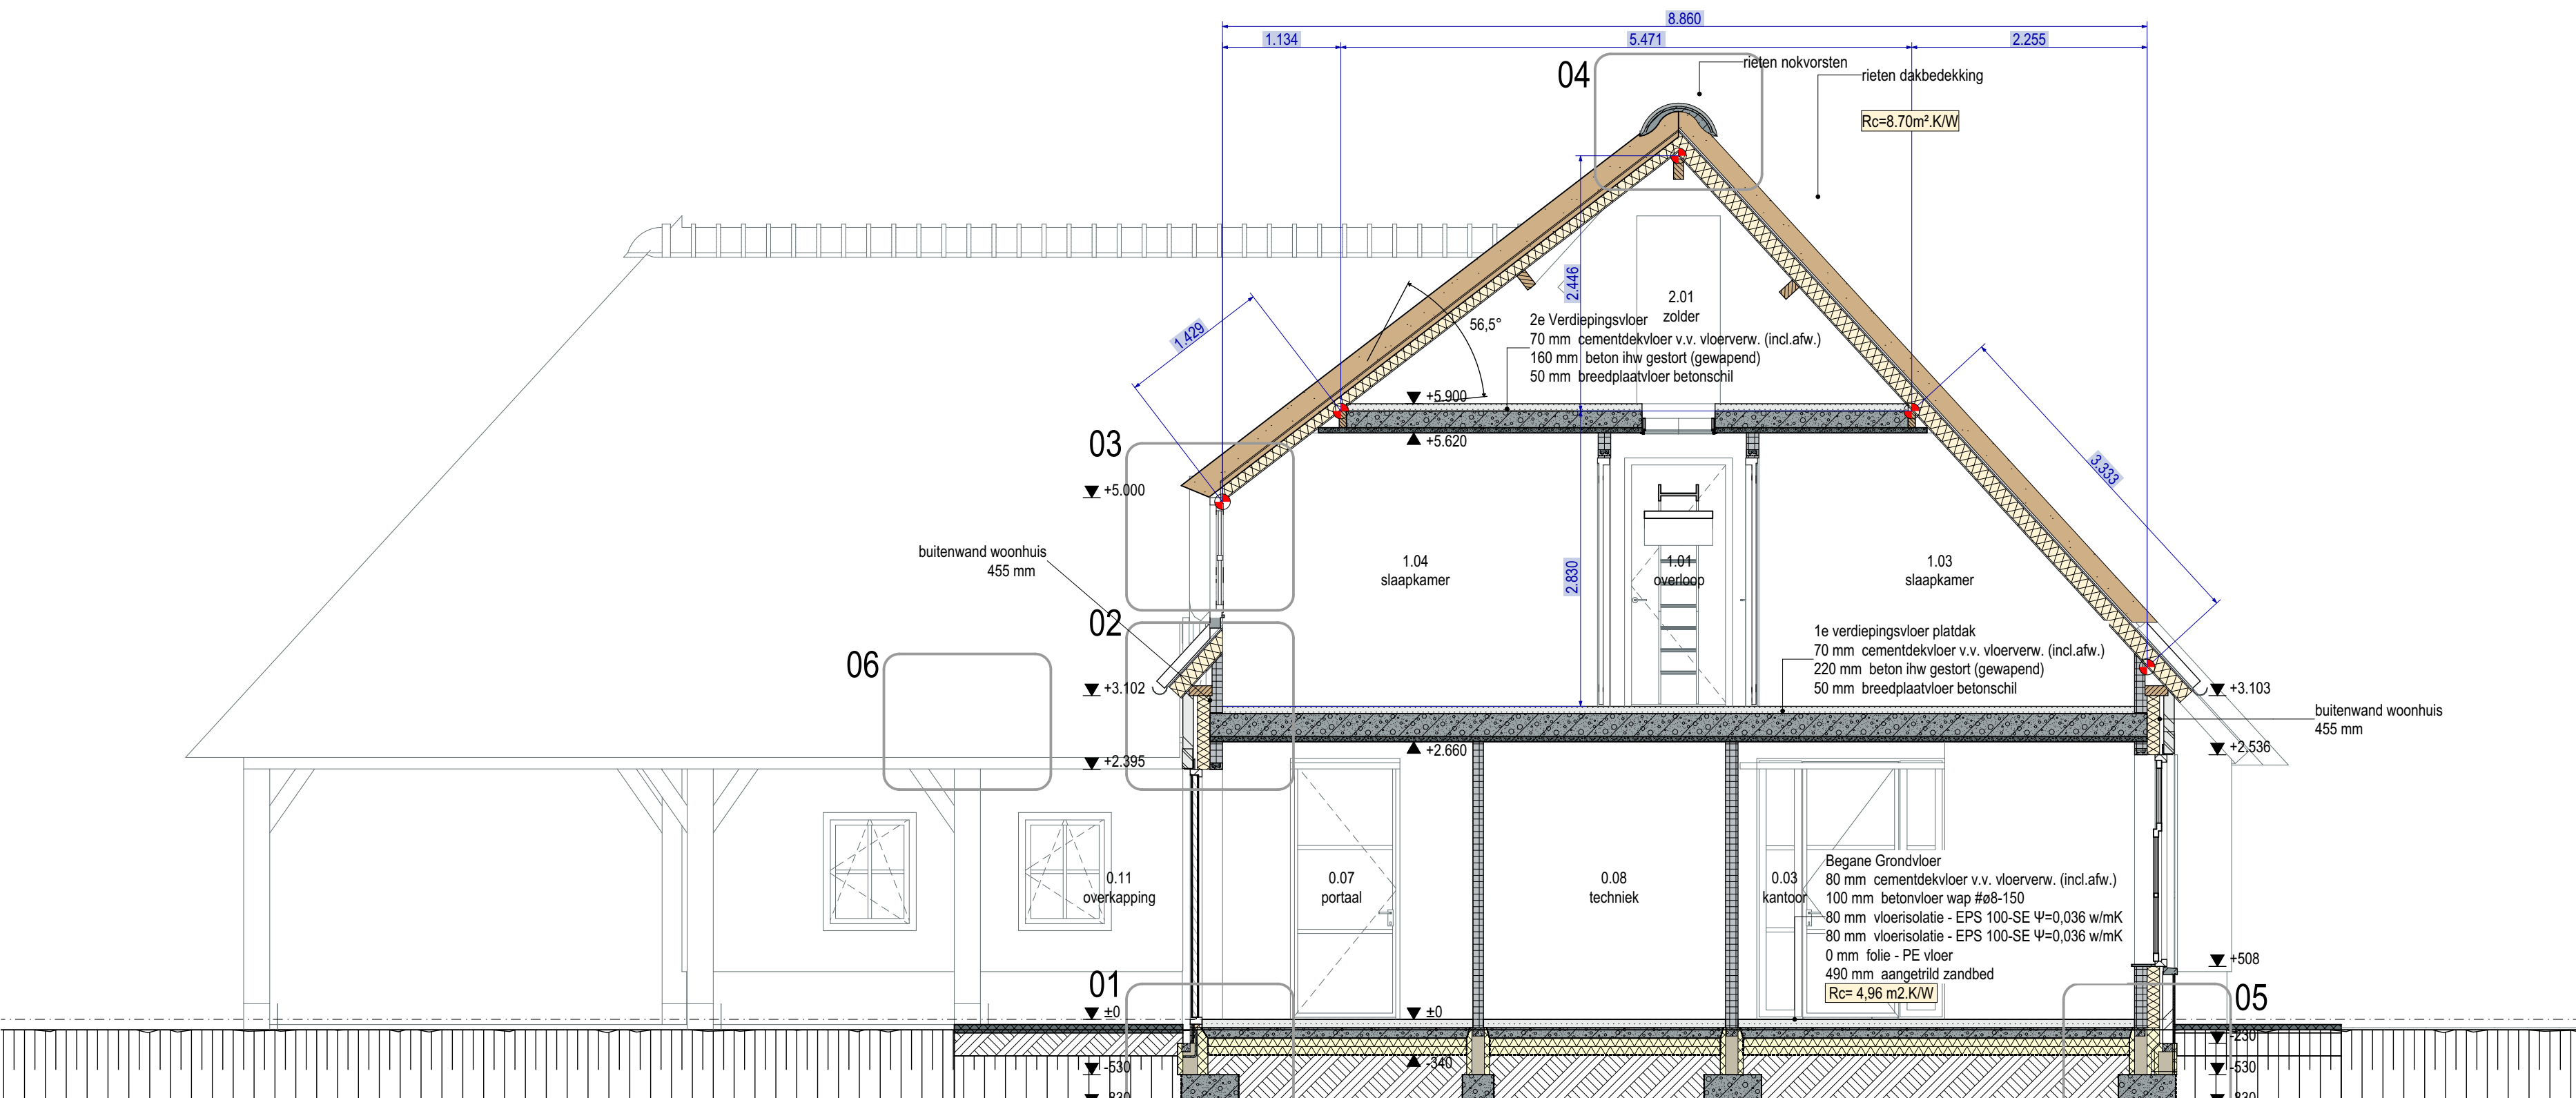 8.860
1.134
5.471
2.255
04
rieten nokvorsten
rieten dakbedekking
Rc=8.70m².K/W
2.446
1.429
56,5°
2.01
zolder
2e Verdiepingsvloer
70 mm  cementdekvloer v.v. vloerverw. (incl.afw.)
160 mm  beton ihw gestort (gewapend)
50 mm  breedplaatvloer betonschil
+5.900
+5.620
03
+5.000
3.333
buitenwand woonhuis
455 mm
2.830
1.04
slaapkamer
1.01
overloop
1.03
slaapkamer
02
06
1e verdiepingsvloer platdak
70 mm  cementdekvloer v.v. vloerverw. (incl.afw.)
220 mm  beton ihw gestort (gewapend)
50 mm  breedplaatvloer betonschil
+3.102
+3.103
buitenwand woonhuis
455 mm
+2.660
+2.536
+2.395
0.11
overkapping
0.07
portaal
0.08
techniek
0.03
kantoor
Begane Grondvloer
80 mm  cementdekvloer v.v. vloerverw. (incl.afw.)
100 mm  betonvloer wap #ø8-150
80 mm  vloerisolatie - EPS 100-SE Ψ=0,036 w/mK
80 mm  vloerisolatie - EPS 100-SE Ψ=0,036 w/mK
0 mm  folie - PE vloer
490 mm  aangetrild zandbed
Rc= 4,96 m2.K/W
+508
01
05
±0
±0
-230
-340
-530
-530
-830
-830